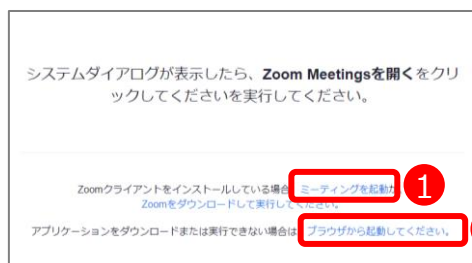 システムダイアログが表示したら、Zoom Meetingsを開くをクリ
ックしてくださいを実行してください。
Zoomクライアントをインストールしている場合、ミーティングを起動か
1
Zoomをダウンロードして実行してください。
アプリケーションをダウンロードまたは実行できない場合は、ブラウザから起動してください。